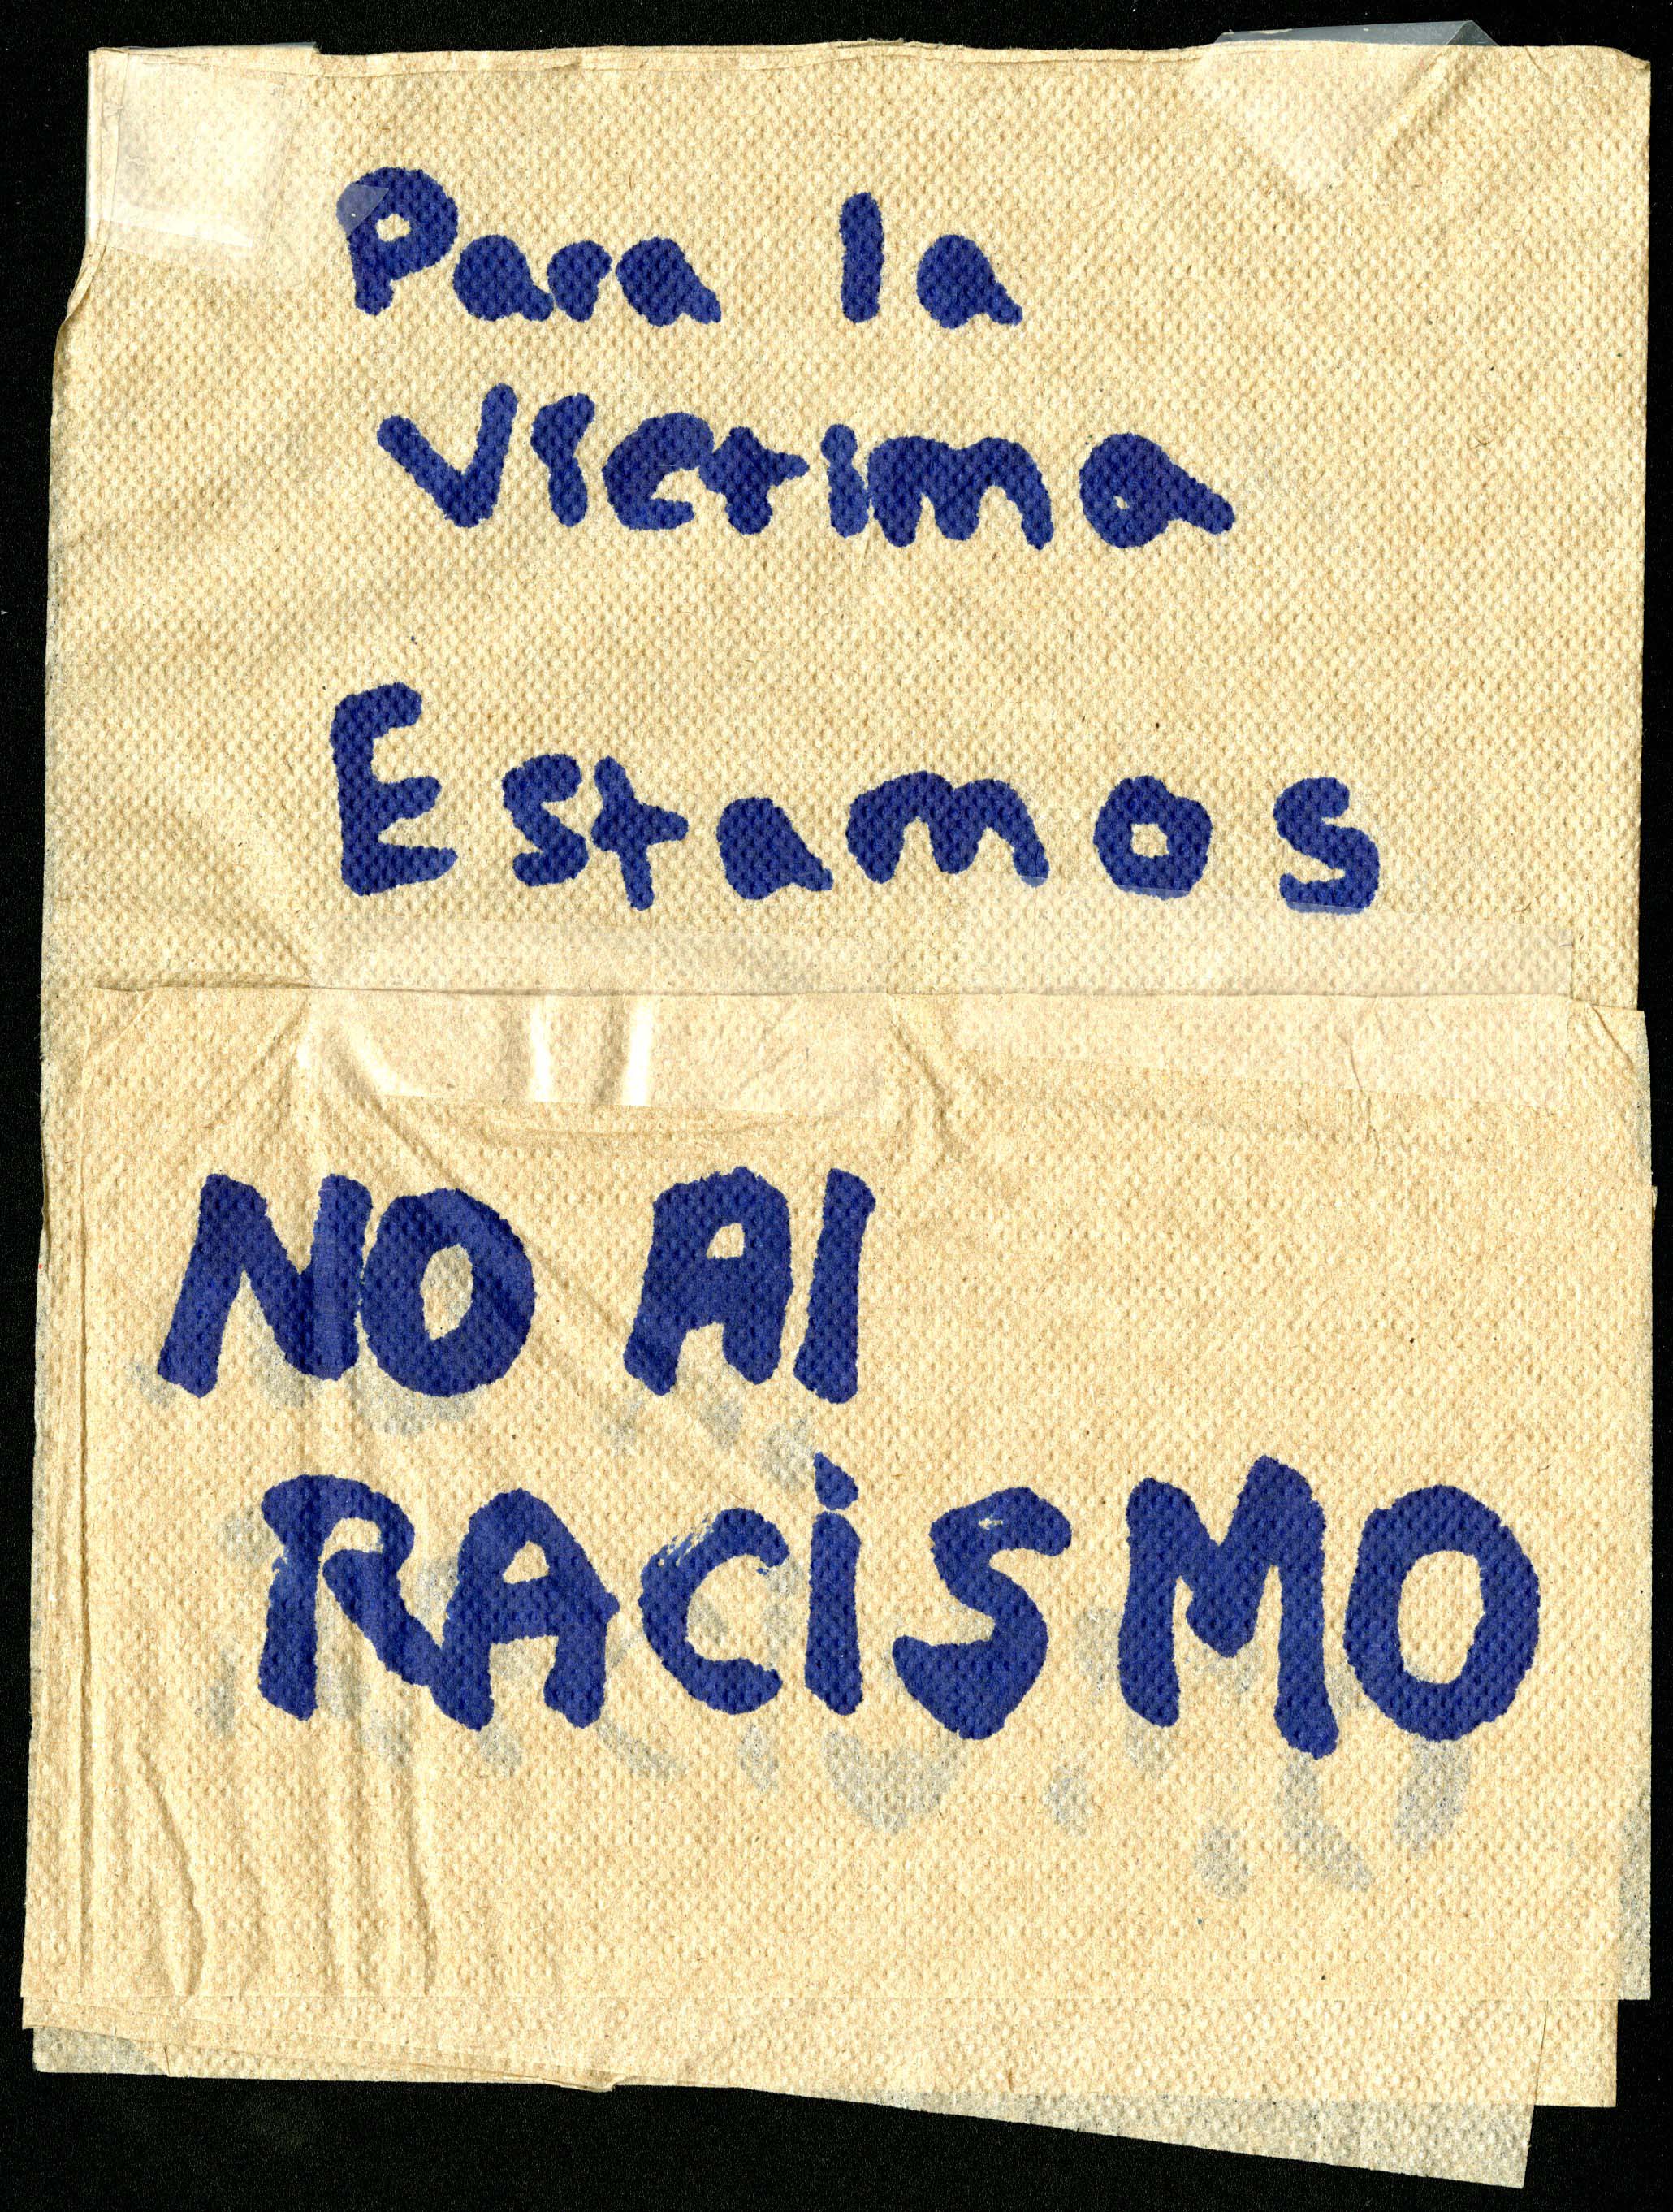 Para la
Victima
Estamos
NO Al
RACiSMO